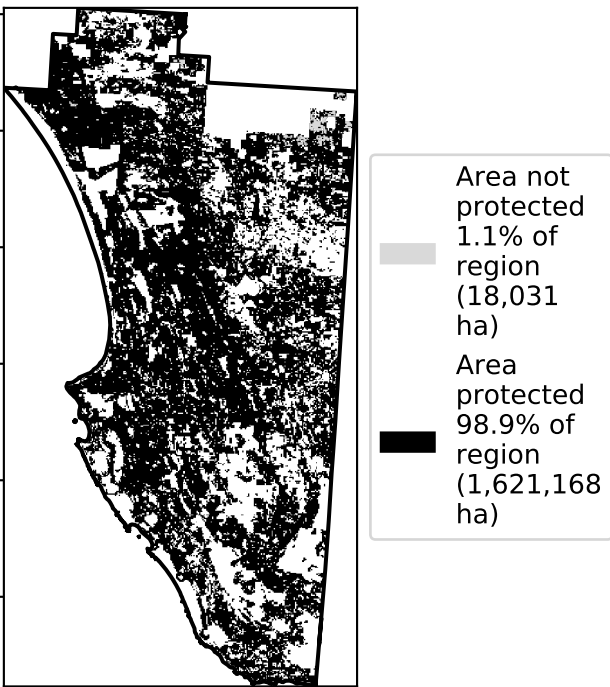 Area not
protected
1.1% of
region
(18,031
ha)
Area
protected
98.9% of
region
(1,621,168
ha)